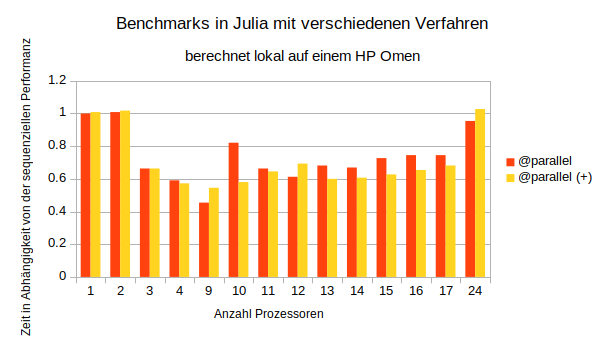 Benchmarks in Julia mit verschiedenen Verfahren
berechnet lokal auf einem HP Omen
Zeit in Abhängigkeit von der sequenziellen Performanz
1.2
1
0.8
0.6
0.4
0.2
0
1 2 3 4 9 10 11 12 13 14 15 16 17 24
Anzahl Prozessoren
@parallel
@parallel (+)